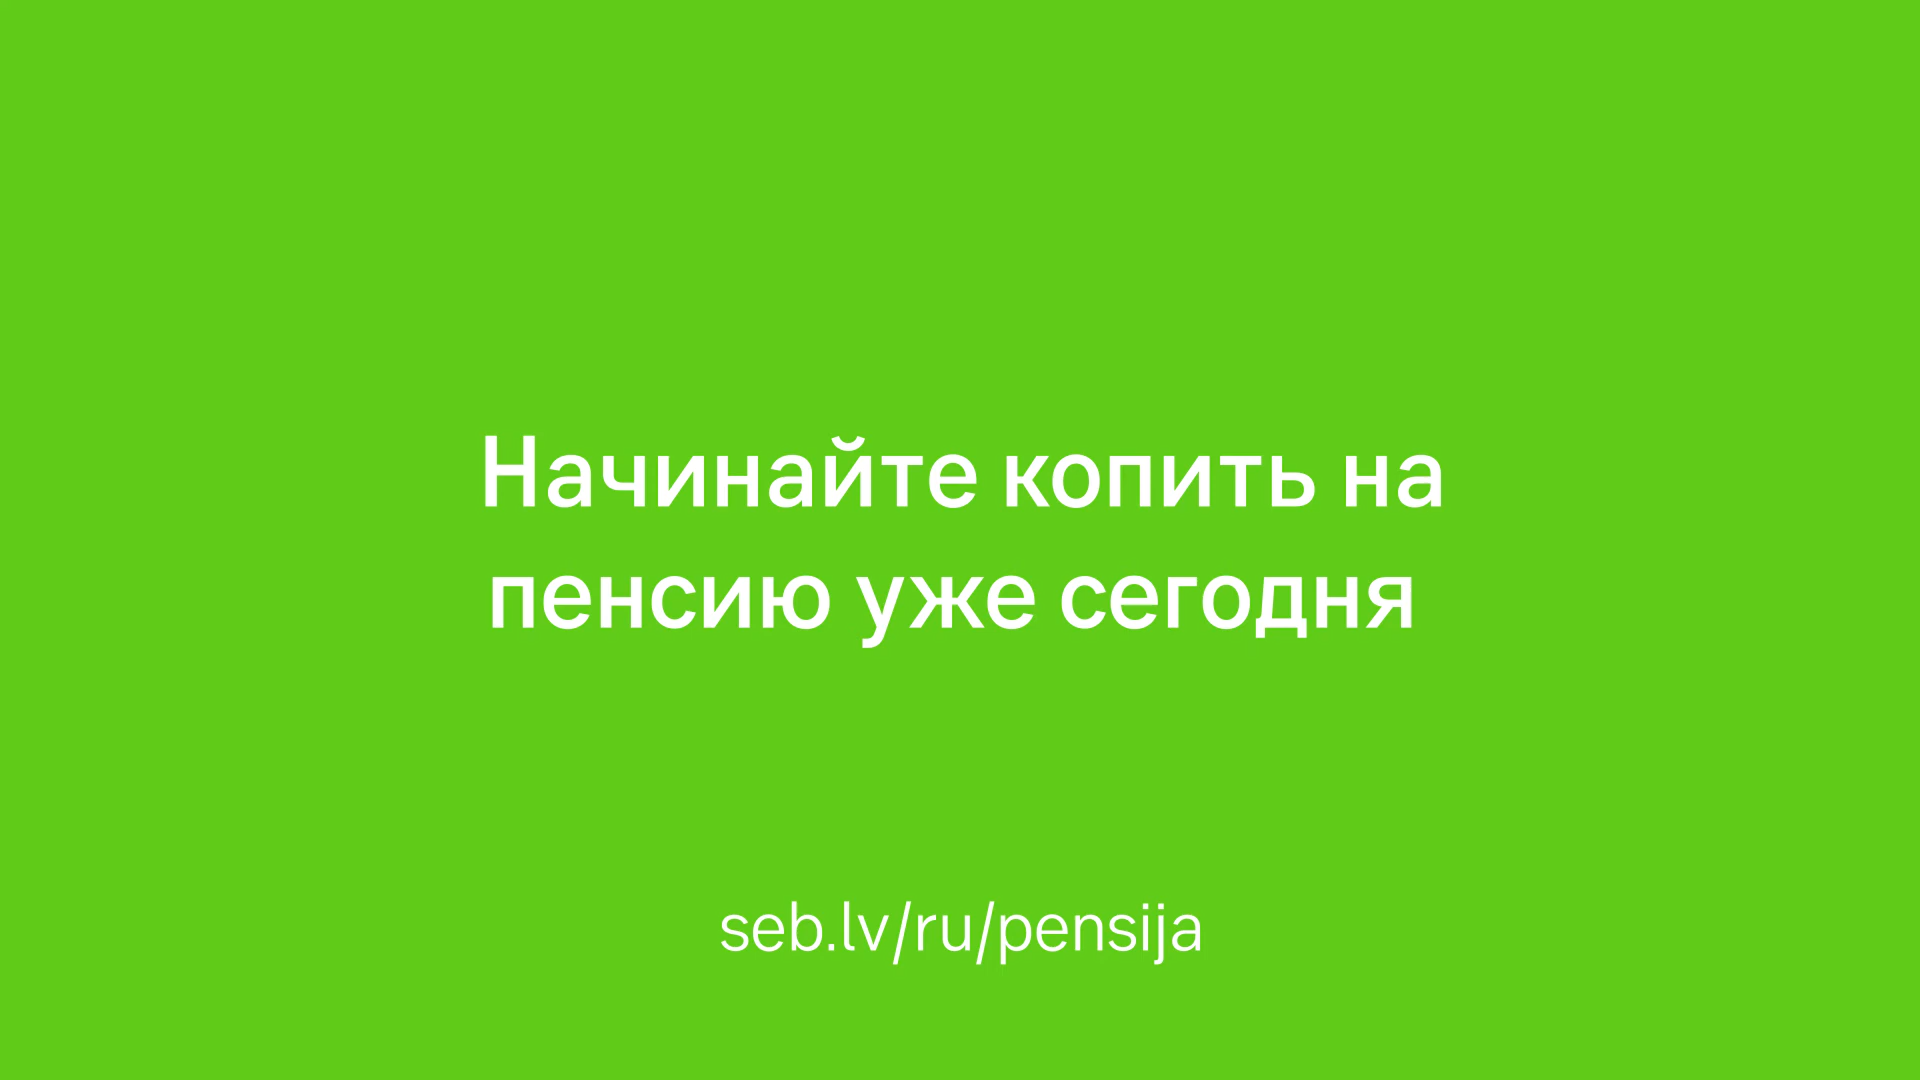 Начинайте копить на
пенсию уже сегодня
seb.lv/ru/pensija